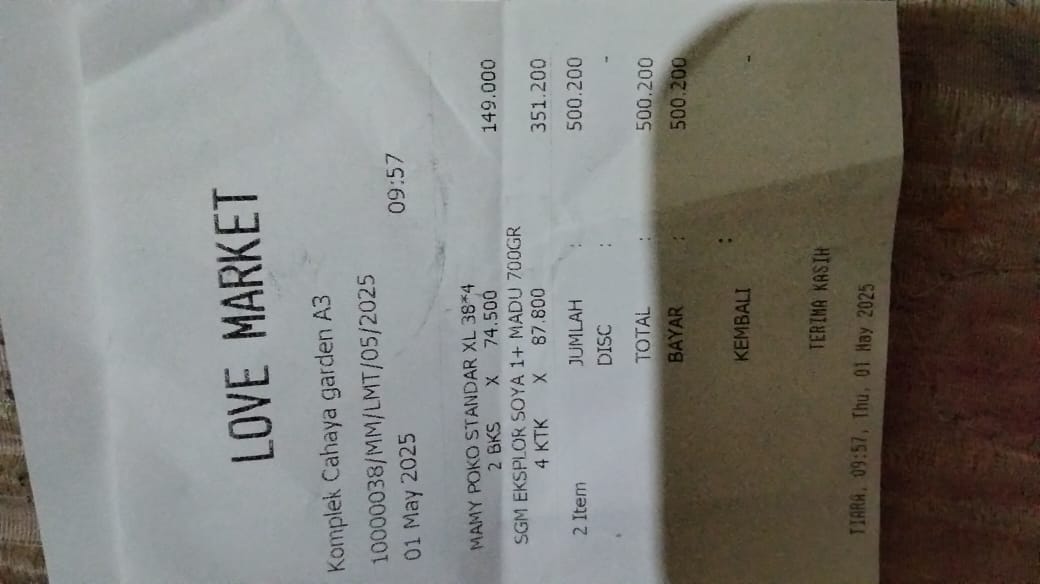 LOVE MARKET
Komplek Cahaya garden A3
10000038/MM/LMT/05/2025
01 May 2025 09:57
MAMY POKO STANDAR XL 38*4
2 BKS X 74.500 149.000
SGM EKSPLOR SOYA 1+ MADU 700GR
4 KTK X 87.800 351.200
2 Item JUMLAH : 500.200
DISC : -
TOTAL : 500.200
BAYAR : 500.200
KEMBALI : -
TERIMA KASIH
TIARA, 09:57, Thu, 01 May 2025